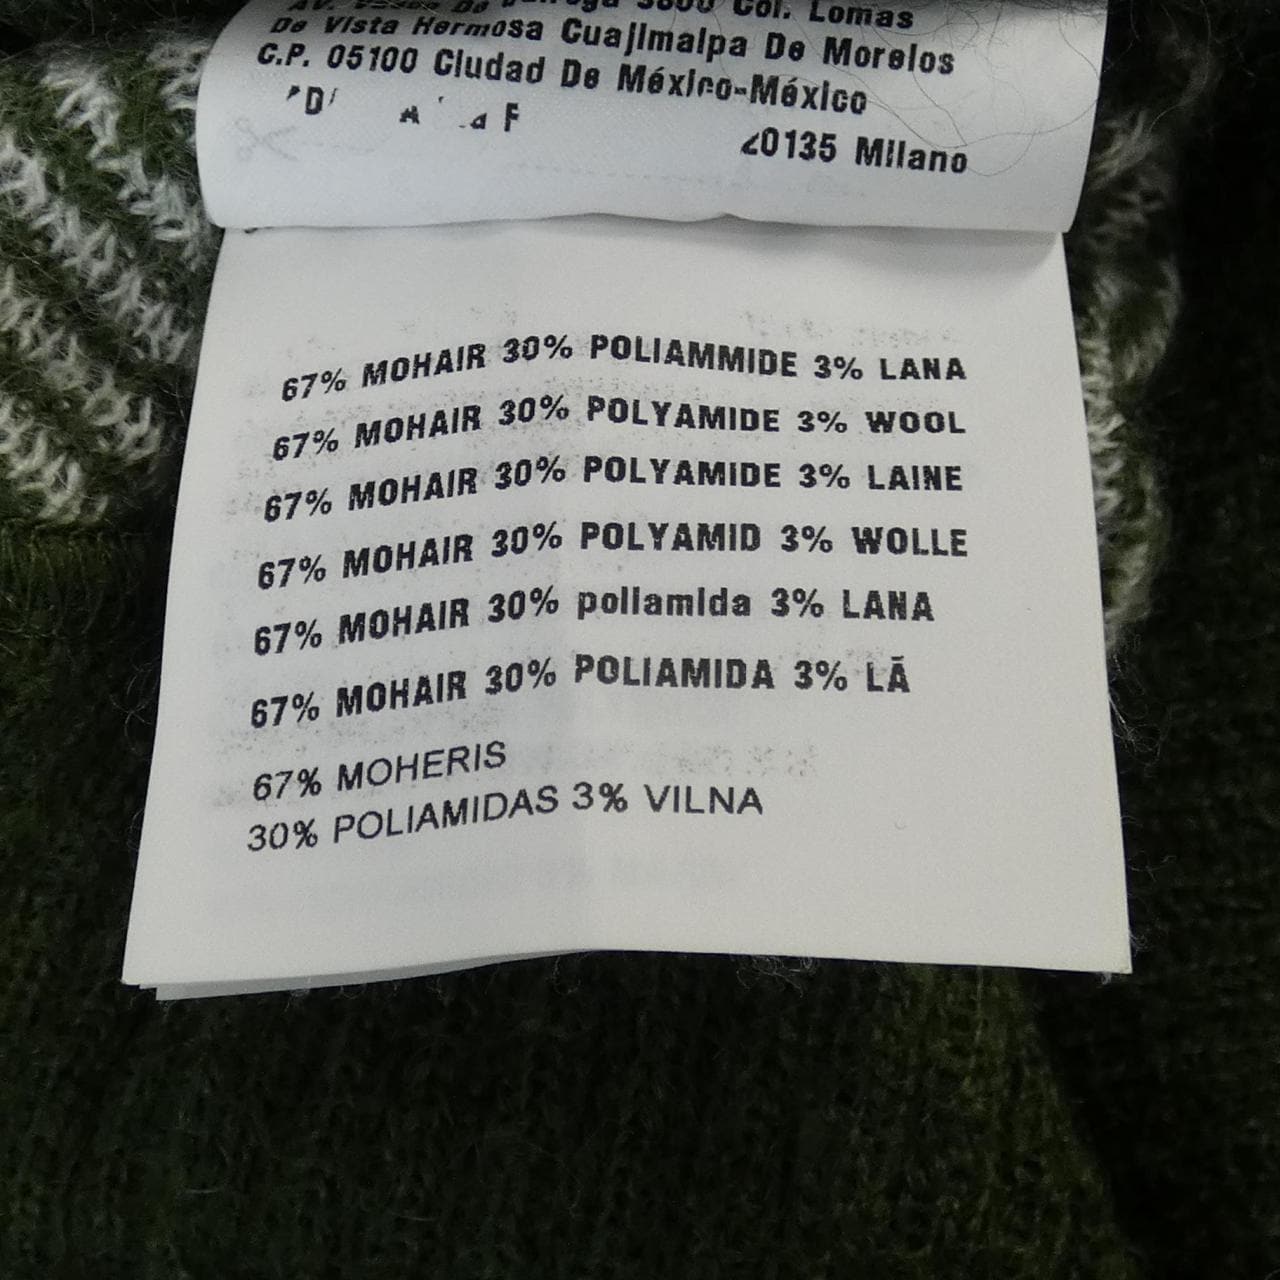 Col. Lomas
De Vista Hermosa Cuajimalpa De Morelos
C.P. 05100 Ciudad De México-México
20135 Milano
67% MOHAIR 30% POLIAMMIDE 3% LANA
67% MOHAIR 30% POLYAMIDE 3% WOOL
67% MOHAIR 30% POLYAMIDE 3% LAINE
67% MOHAIR 30% POLYAMID 3% WOLLE
67% MOHAIR 30% poliamida 3% LANA
67% MOHAIR 30% POLIAMIDA 3% LÃ
67% MOHERIS
30% POLIAMIDAS 3% VILNA